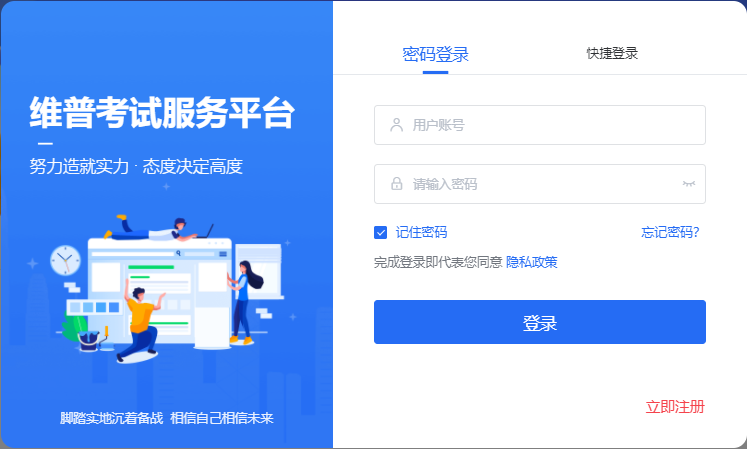 维普考试服务平台
努力造就实力 · 态度决定高度
脚踏实地沉着备战 相信自己相信未来
密码登录
快捷登录
用户账号
请输入密码
记住密码
忘记密码?
完成登录即代表您同意 隐私政策
登录
立即注册